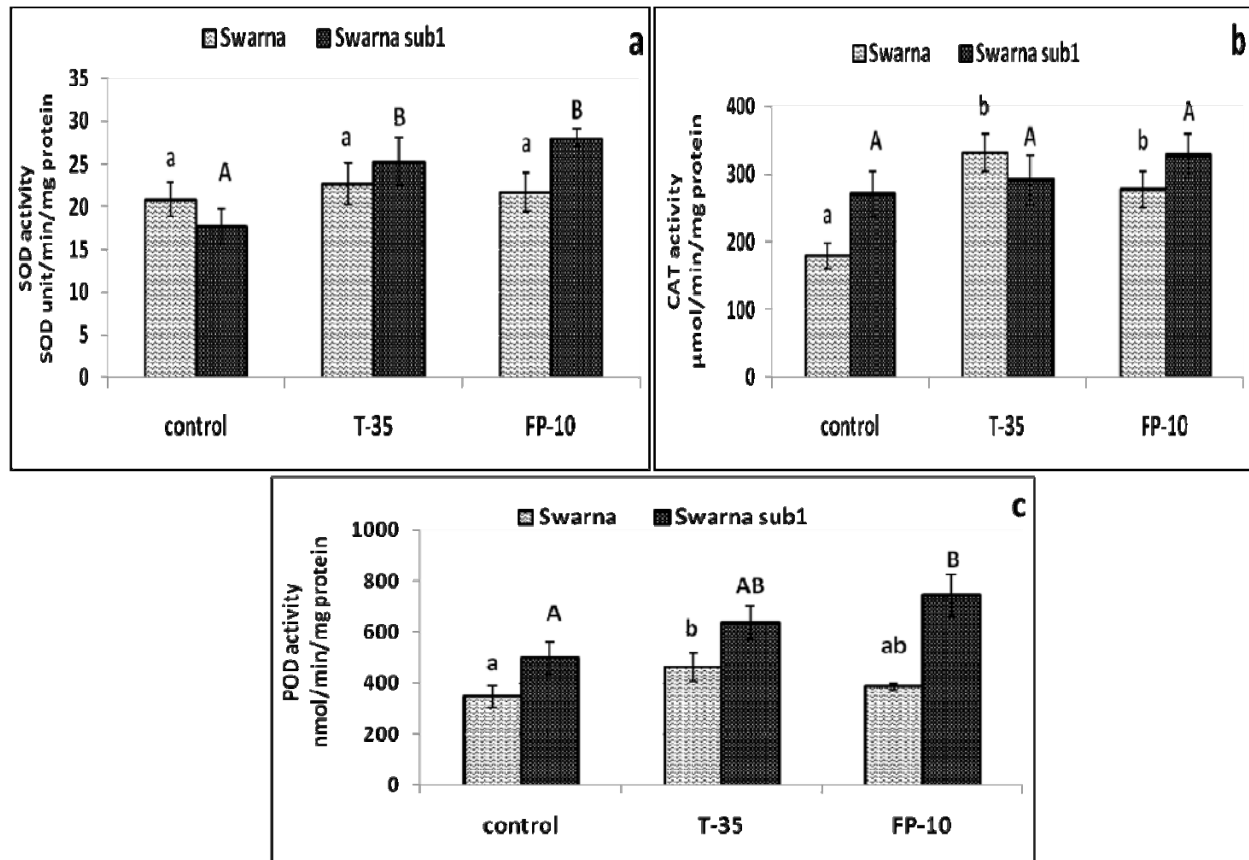 a
Swarna Swarna sub1
SOD activity
SOD unit/min/mg protein
35
30
25
20
15
10
5
0
a
A
a
B
a
B
control T-35 FP-10
b
Swarna Swarna sub1
CAT activity
µmol/min/mg protein
400
300
200
100
0
a
A
b
A
b
A
control T-35 FP-10
c
Swarna Swarna sub1
POD activity
nmol/min/mg protein
1000
800
600
400
200
0
a
A
b
AB
ab
B
control T-35 FP-10